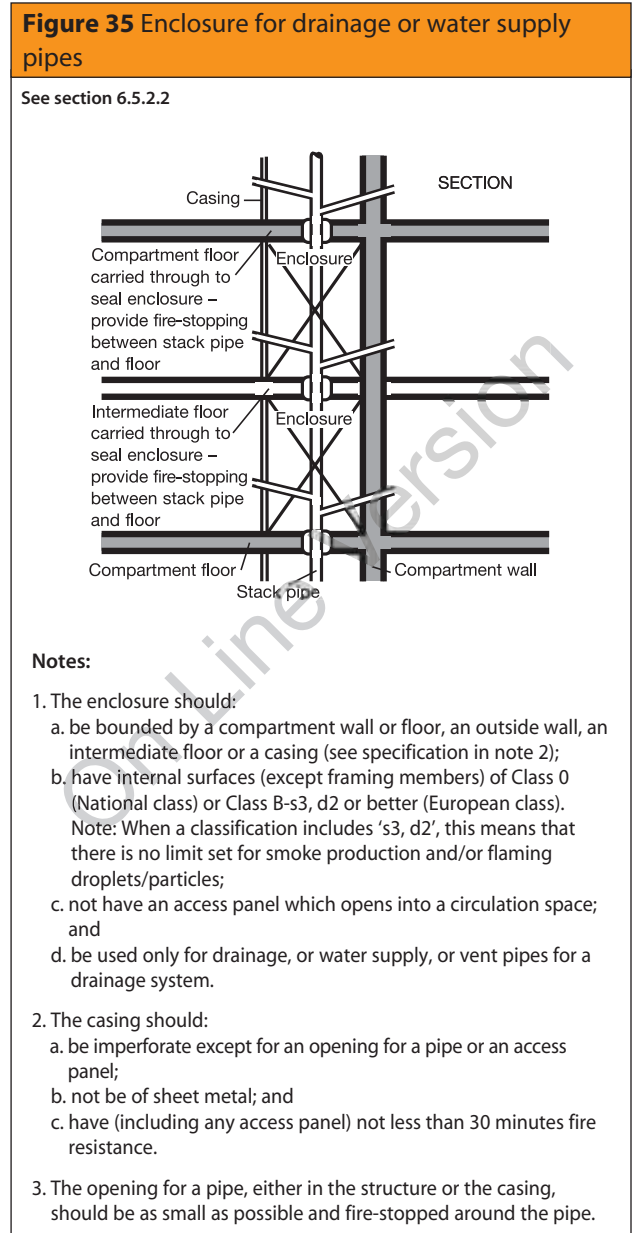 Figure 35 Enclosure for drainage or water supply
pipes
See section 6.5.2.2
SECTION
Casing
Compartment floor
carried through to
seal enclosure –
provide fire-stopping
between stack pipe
and floor
Enclosure
Intermediate floor
carried through to
seal enclosure –
provide fire-stopping
between stack pipe
and floor
Enclosure
Compartment floor
Stack pipe
Compartment wall
On Line Version
Notes:
1. The enclosure should:
a. be bounded by a compartment wall or floor, an outside wall, an
intermediate floor or a casing (see specification in note 2);
b. have internal surfaces (except framing members) of Class 0
(National class) or Class B-s3, d2 or better (European class).
Note: When a classification includes ‘s3, d2’, this means that
there is no limit set for smoke production and/or flaming
droplets/particles;
c. not have an access panel which opens into a circulation space;
and
d. be used only for drainage, or water supply, or vent pipes for a
drainage system.
2. The casing should:
a. be imperforate except for an opening for a pipe or an access
panel;
b. not be of sheet metal; and
c. have (including any access panel) not less than 30 minutes fire
resistance.
3. The opening for a pipe, either in the structure or the casing,
should be as small as possible and fire-stopped around the pipe.